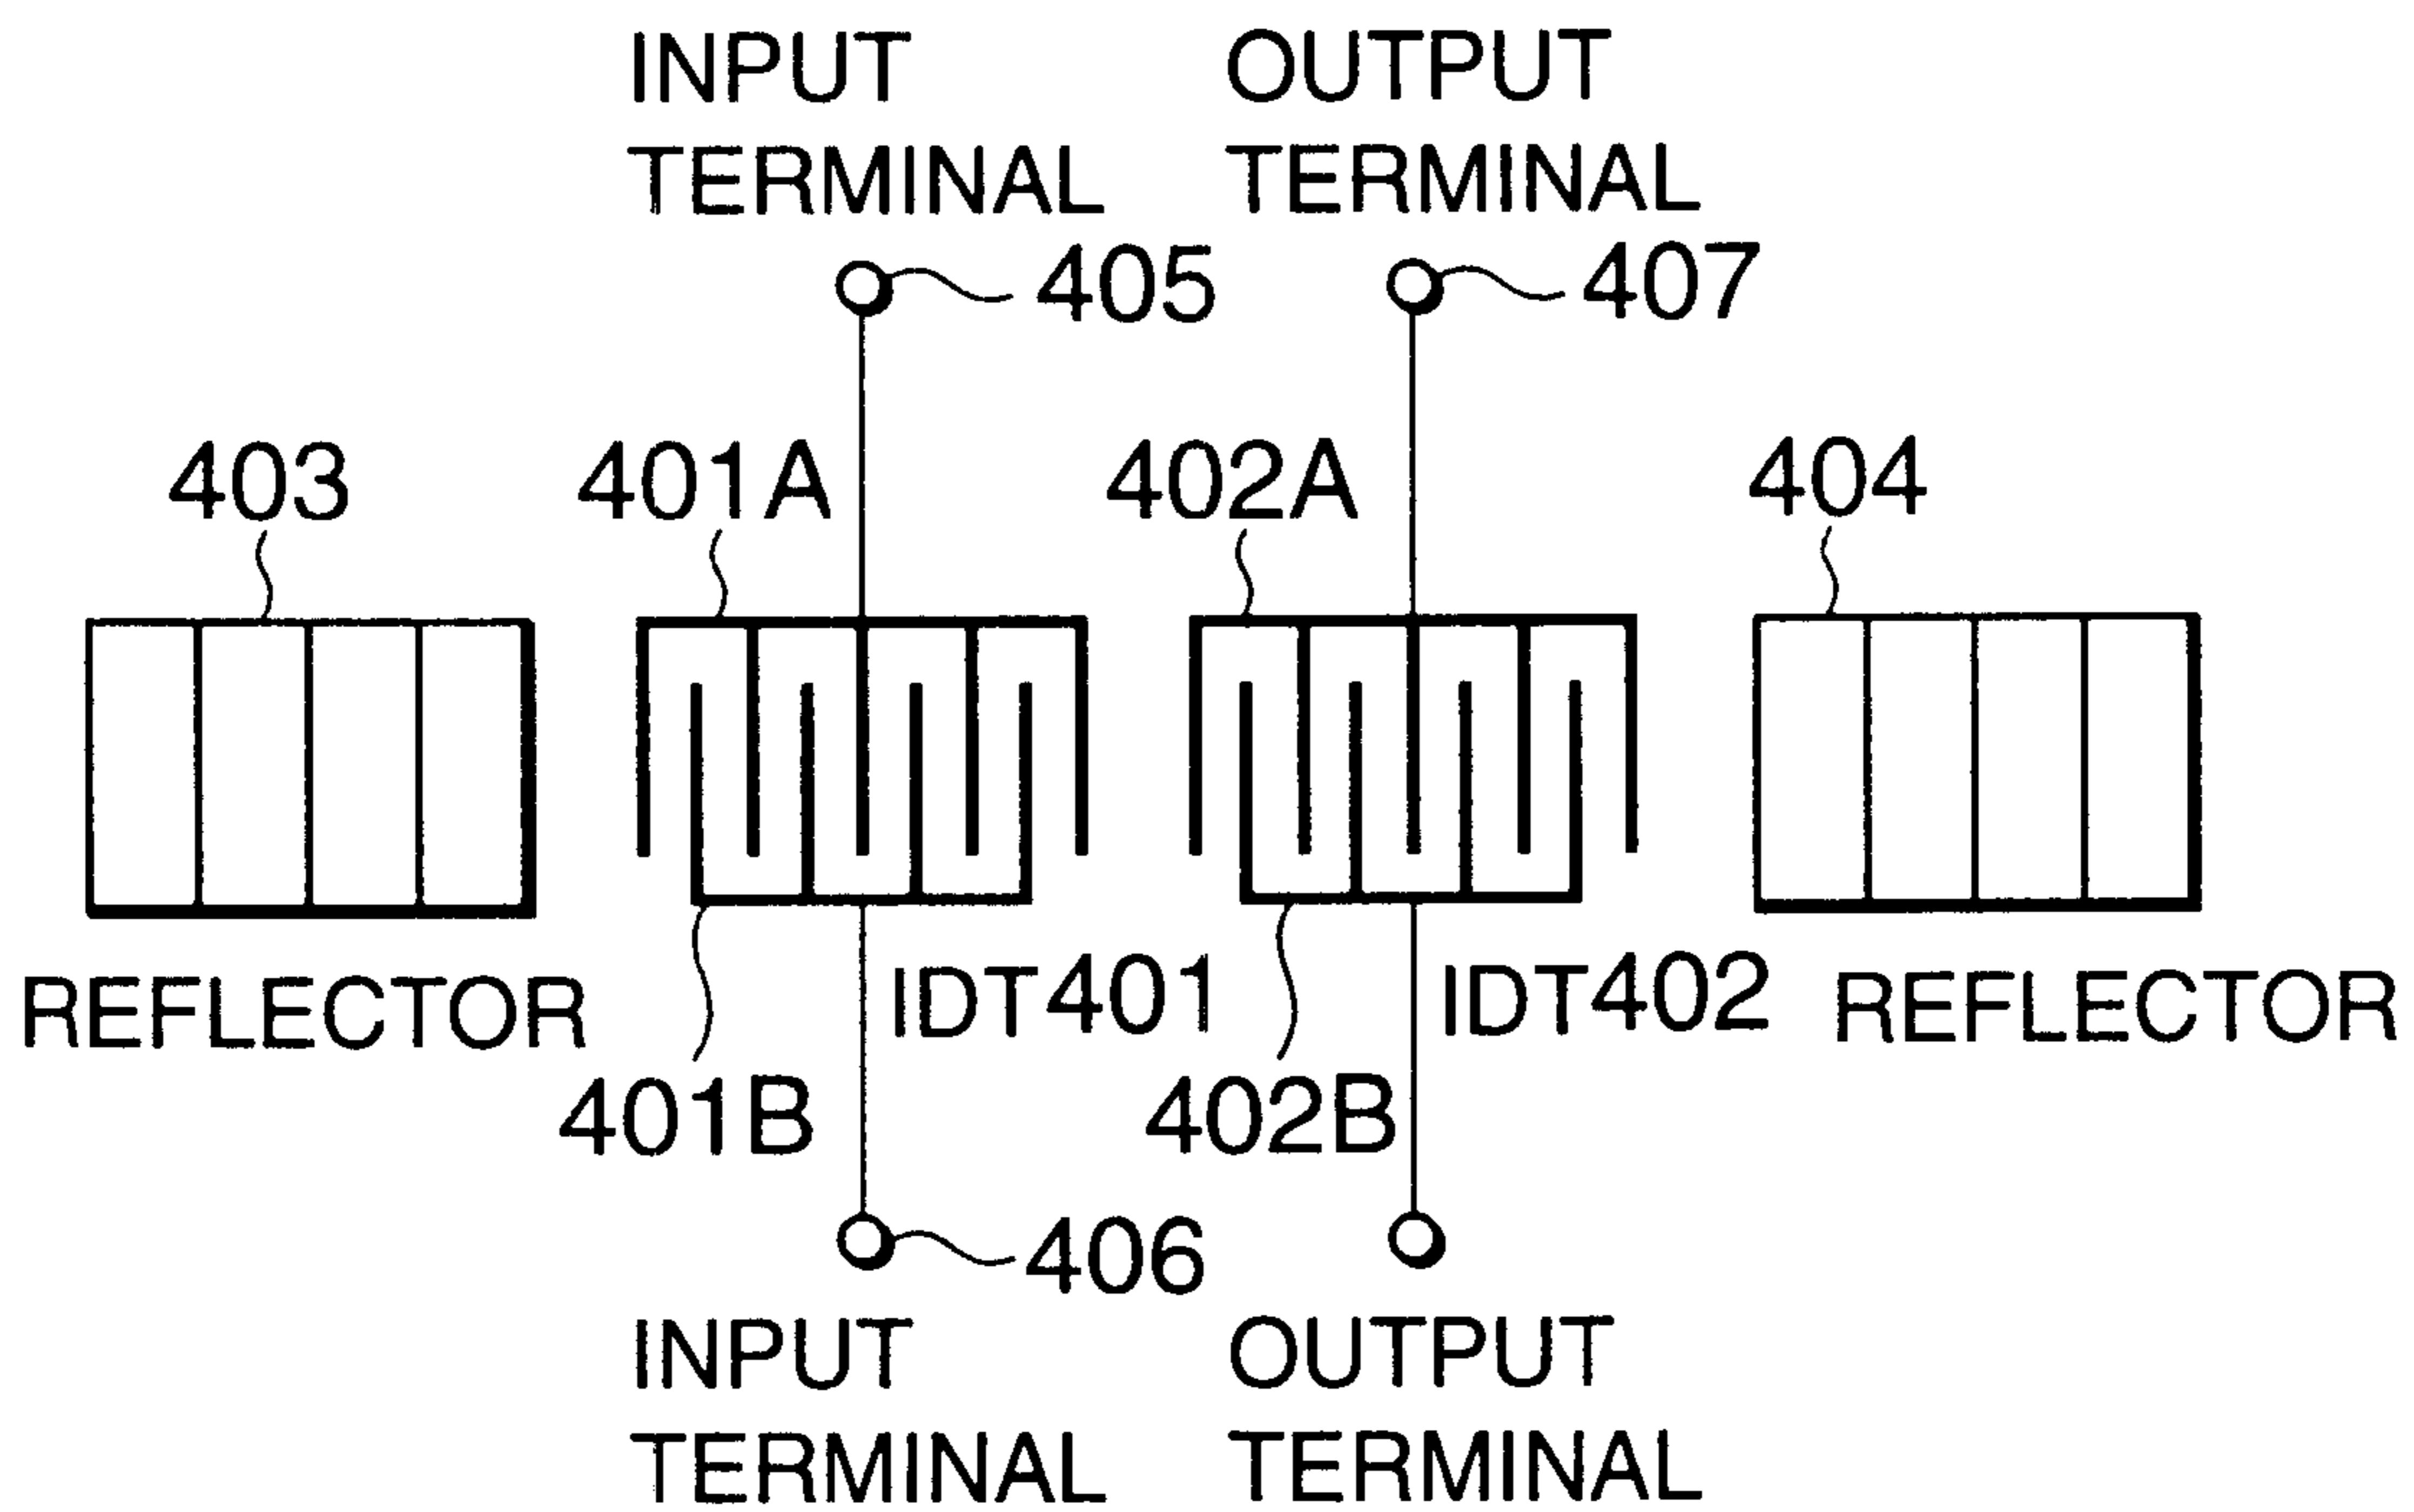 INPUT
TERMINAL
OUTPUT
TERMINAL
405
407
403
401A
402A
404
REFLECTOR
IDT401
IDT402
REFLECTOR
401B
402B
406
INPUT
TERMINAL
OUTPUT
TERMINAL